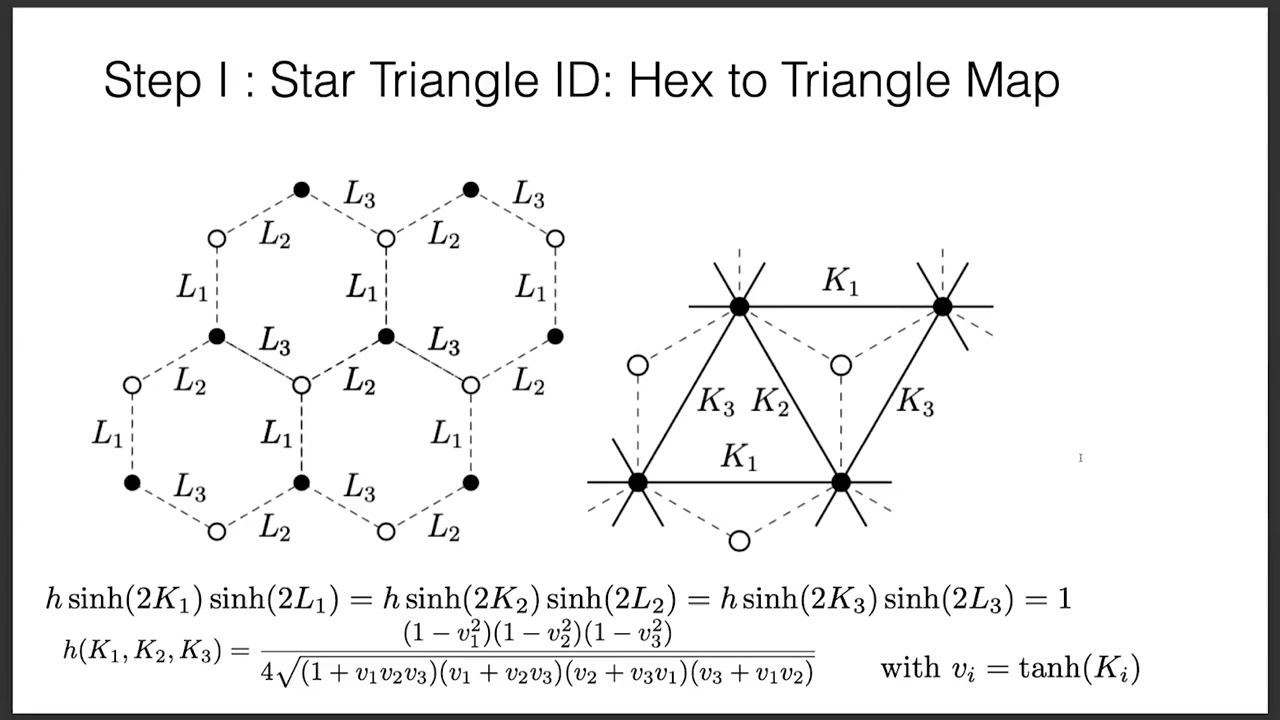 Step I : Star Triangle ID: Hex to Triangle Map
L₃ L₃
L₂ L₂
L₁ L₁ L₁
K₁
L₃ L₃
L₂ L₂ L₂
K₃ K₂ K₃
L₁ L₁ L₁
K₁
L₃ L₃
L₂ L₂
h sinh(2K₁) sinh(2L₁) = h sinh(2K₂) sinh(2L₂) = h sinh(2K₃) sinh(2L₃) = 1
h(K₁, K₂, K₃) = (1 − v₁²)(1 − v₂²)(1 − v₃²) / 4√((1 + v₁v₂v₃)(v₁ + v₂v₃)(v₂ + v₃v₁)(v₃ + v₁v₂))
with vᵢ = tanh(Kᵢ)